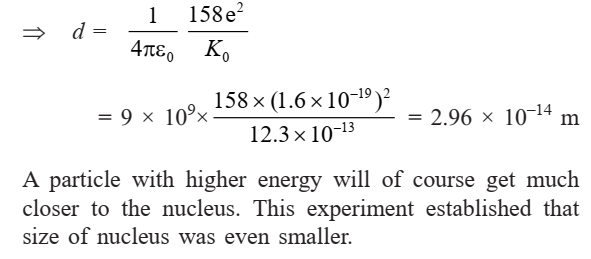 ⇒ d = 1/4πε₀ 158e²/K₀
= 9 × 10⁹× 158 × (1.6 × 10⁻¹⁹)²/12.3 × 10⁻¹³ = 2.96 × 10⁻¹⁴ m
A particle with higher energy will of course get much
closer to the nucleus. This experiment established that
size of nucleus was even smaller.